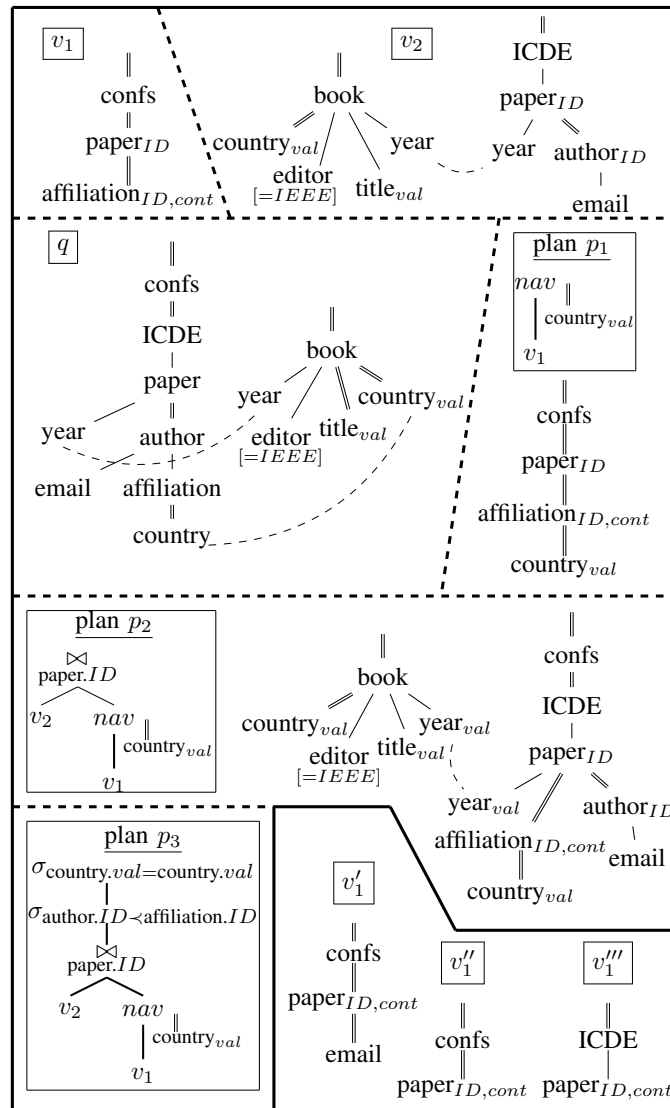 v1
v2
confs
paperID
affiliationID,cont
book
countryval
editor
[=IEEE]
titleval
year
ICDE
paperID
year
authorID
email
q
confs
ICDE
paper
year
author
email
affiliation
country
book
year
editor
[=IEEE]
titleval
countryval
plan p1
nav
countryval
v1
confs
paperID
affiliationID,cont
countryval
plan p2
⋈
paper.ID
v2
nav
countryval
v1
book
countryval
editor
[=IEEE]
titleval
yearval
confs
ICDE
paperID
yearval
authorID
affiliationID,cont
email
countryval
plan p3
σcountry.val=country.val
σauthor.ID≺affiliation.ID
⋈
paper.ID
v2
nav
countryval
v1
v1′
confs
paperID,cont
email
v1″
confs
paperID,cont
v1‴
ICDE
paperID,cont